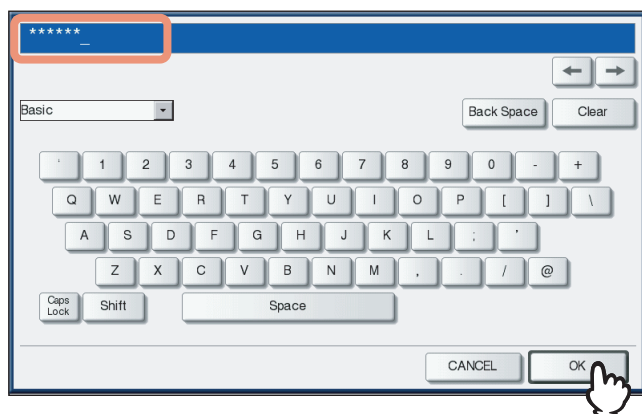 ******_
← →
Basic Back Space Clear
‘ 1 2 3 4 5 6 7 8 9 0 - +
Q W E R T Y U I O P [ ] \
A S D F G H J K L ; '
Z X C V B N M , . / @
Caps Lock Shift Space
CANCEL OK